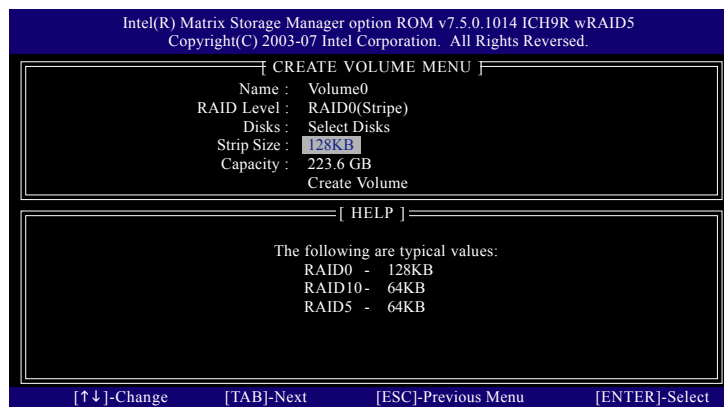 Intel(R) Matrix Storage Manager option ROM v7.5.0.1014 ICH9R wRAID5
Copyright(C) 2003-07 Intel Corporation. All Rights Reversed.
[ CREATE VOLUME MENU ]
Name : Volume0
RAID Level : RAID0(Stripe)
Disks : Select Disks
Strip Size : 128KB
Capacity : 223.6 GB
Create Volume
[ HELP ]
The following are typical values:
RAID0 - 128KB
RAID10 - 64KB
RAID5 - 64KB
[↑↓]-Change [TAB]-Next [ESC]-Previous Menu [ENTER]-Select